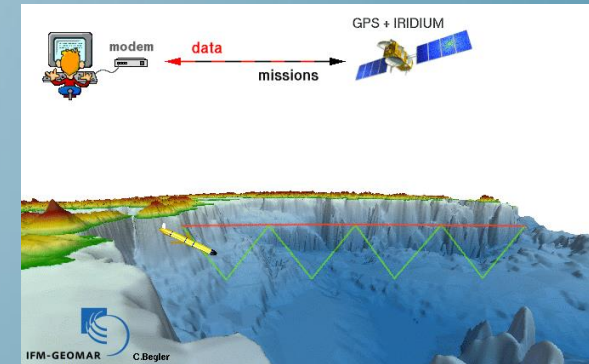 GPS + IRIDIUM
modem
data
missions
IFM-GEOMAR
C.Begler